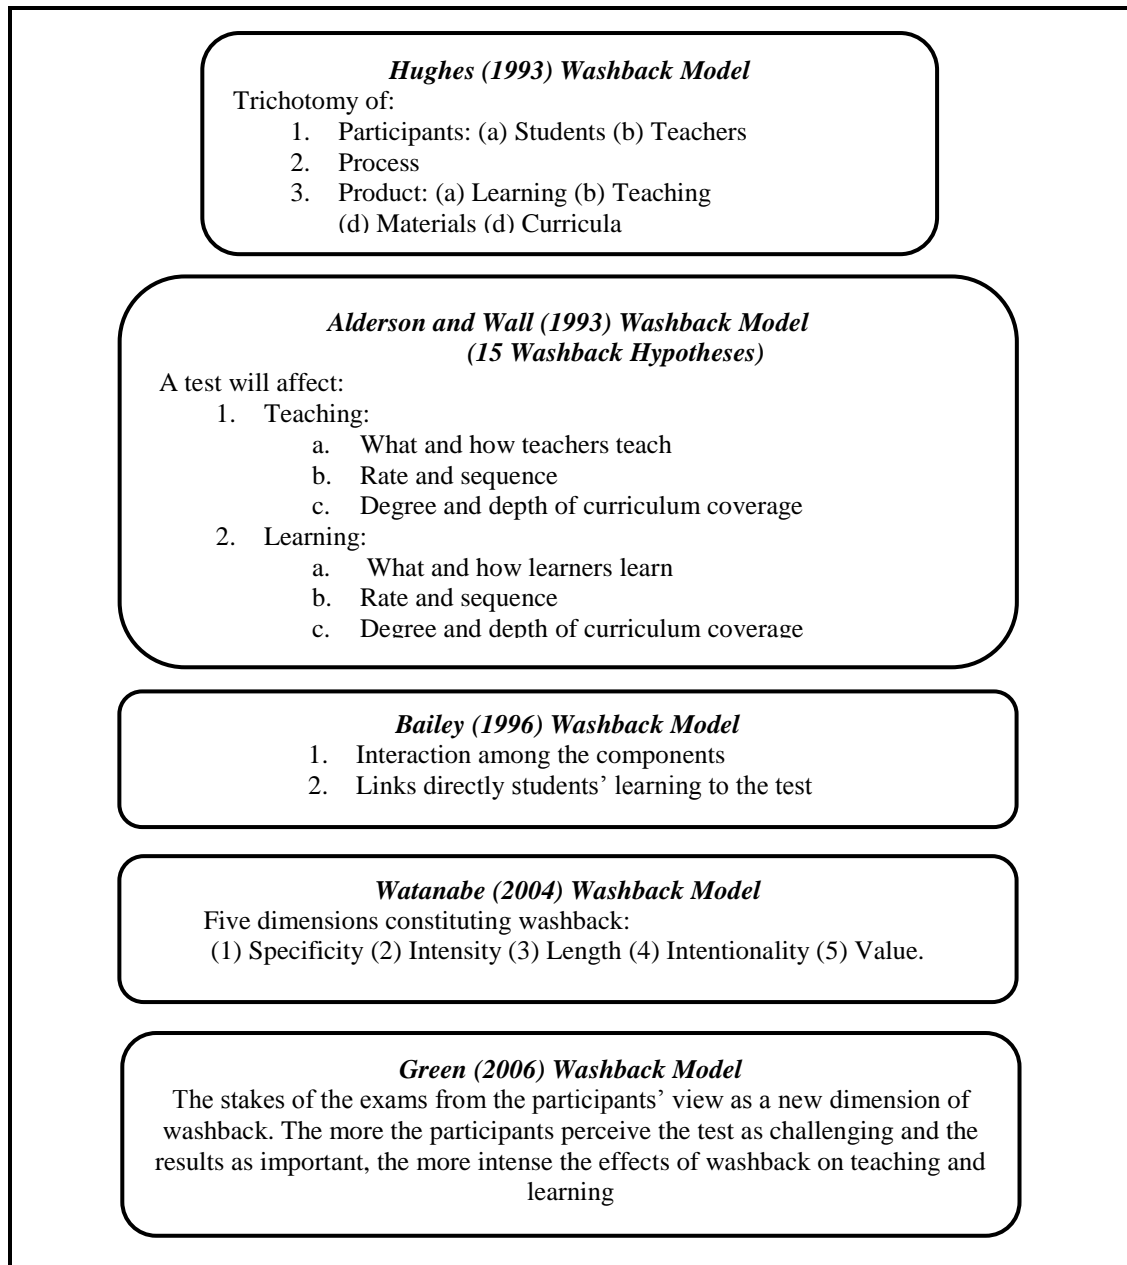 Hughes (1993) Washback Model
Trichotomy of:
1. Participants: (a) Students (b) Teachers
2. Process
3. Product: (a) Learning (b) Teaching
(d) Materials (d) Curricula
Alderson and Wall (1993) Washback Model
(15 Washback Hypotheses)
A test will affect:
1. Teaching:
a. What and how teachers teach
b. Rate and sequence
c. Degree and depth of curriculum coverage
2. Learning:
a. What and how learners learn
b. Rate and sequence
c. Degree and depth of curriculum coverage
Bailey (1996) Washback Model
1. Interaction among the components
2. Links directly students’ learning to the test
Watanabe (2004) Washback Model
Five dimensions constituting washback:
(1) Specificity (2) Intensity (3) Length (4) Intentionality (5) Value.
Green (2006) Washback Model
The stakes of the exams from the participants’ view as a new dimension of
washback. The more the participants perceive the test as challenging and the
results as important, the more intense the effects of washback on teaching and
learning